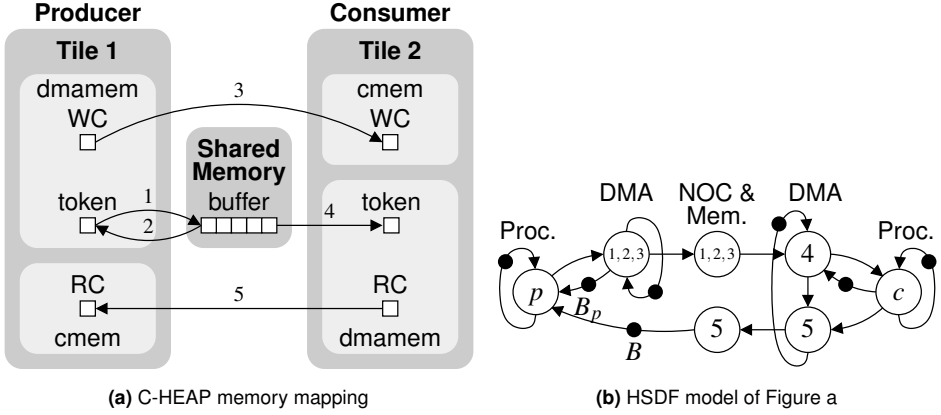 Producer
Consumer
Tile 1
Tile 2
dmamem
WC
3
cmem
WC
Shared
Memory
buffer
token
1
2
4
token
RC
cmem
5
RC
dmamem
(a) C-HEAP memory mapping
Proc.
DMA
NOC &
Mem.
DMA
Proc.
p
1, 2, 3
1, 2, 3
4
c
Bp
B
5
5
(b) HSDF model of Figure a